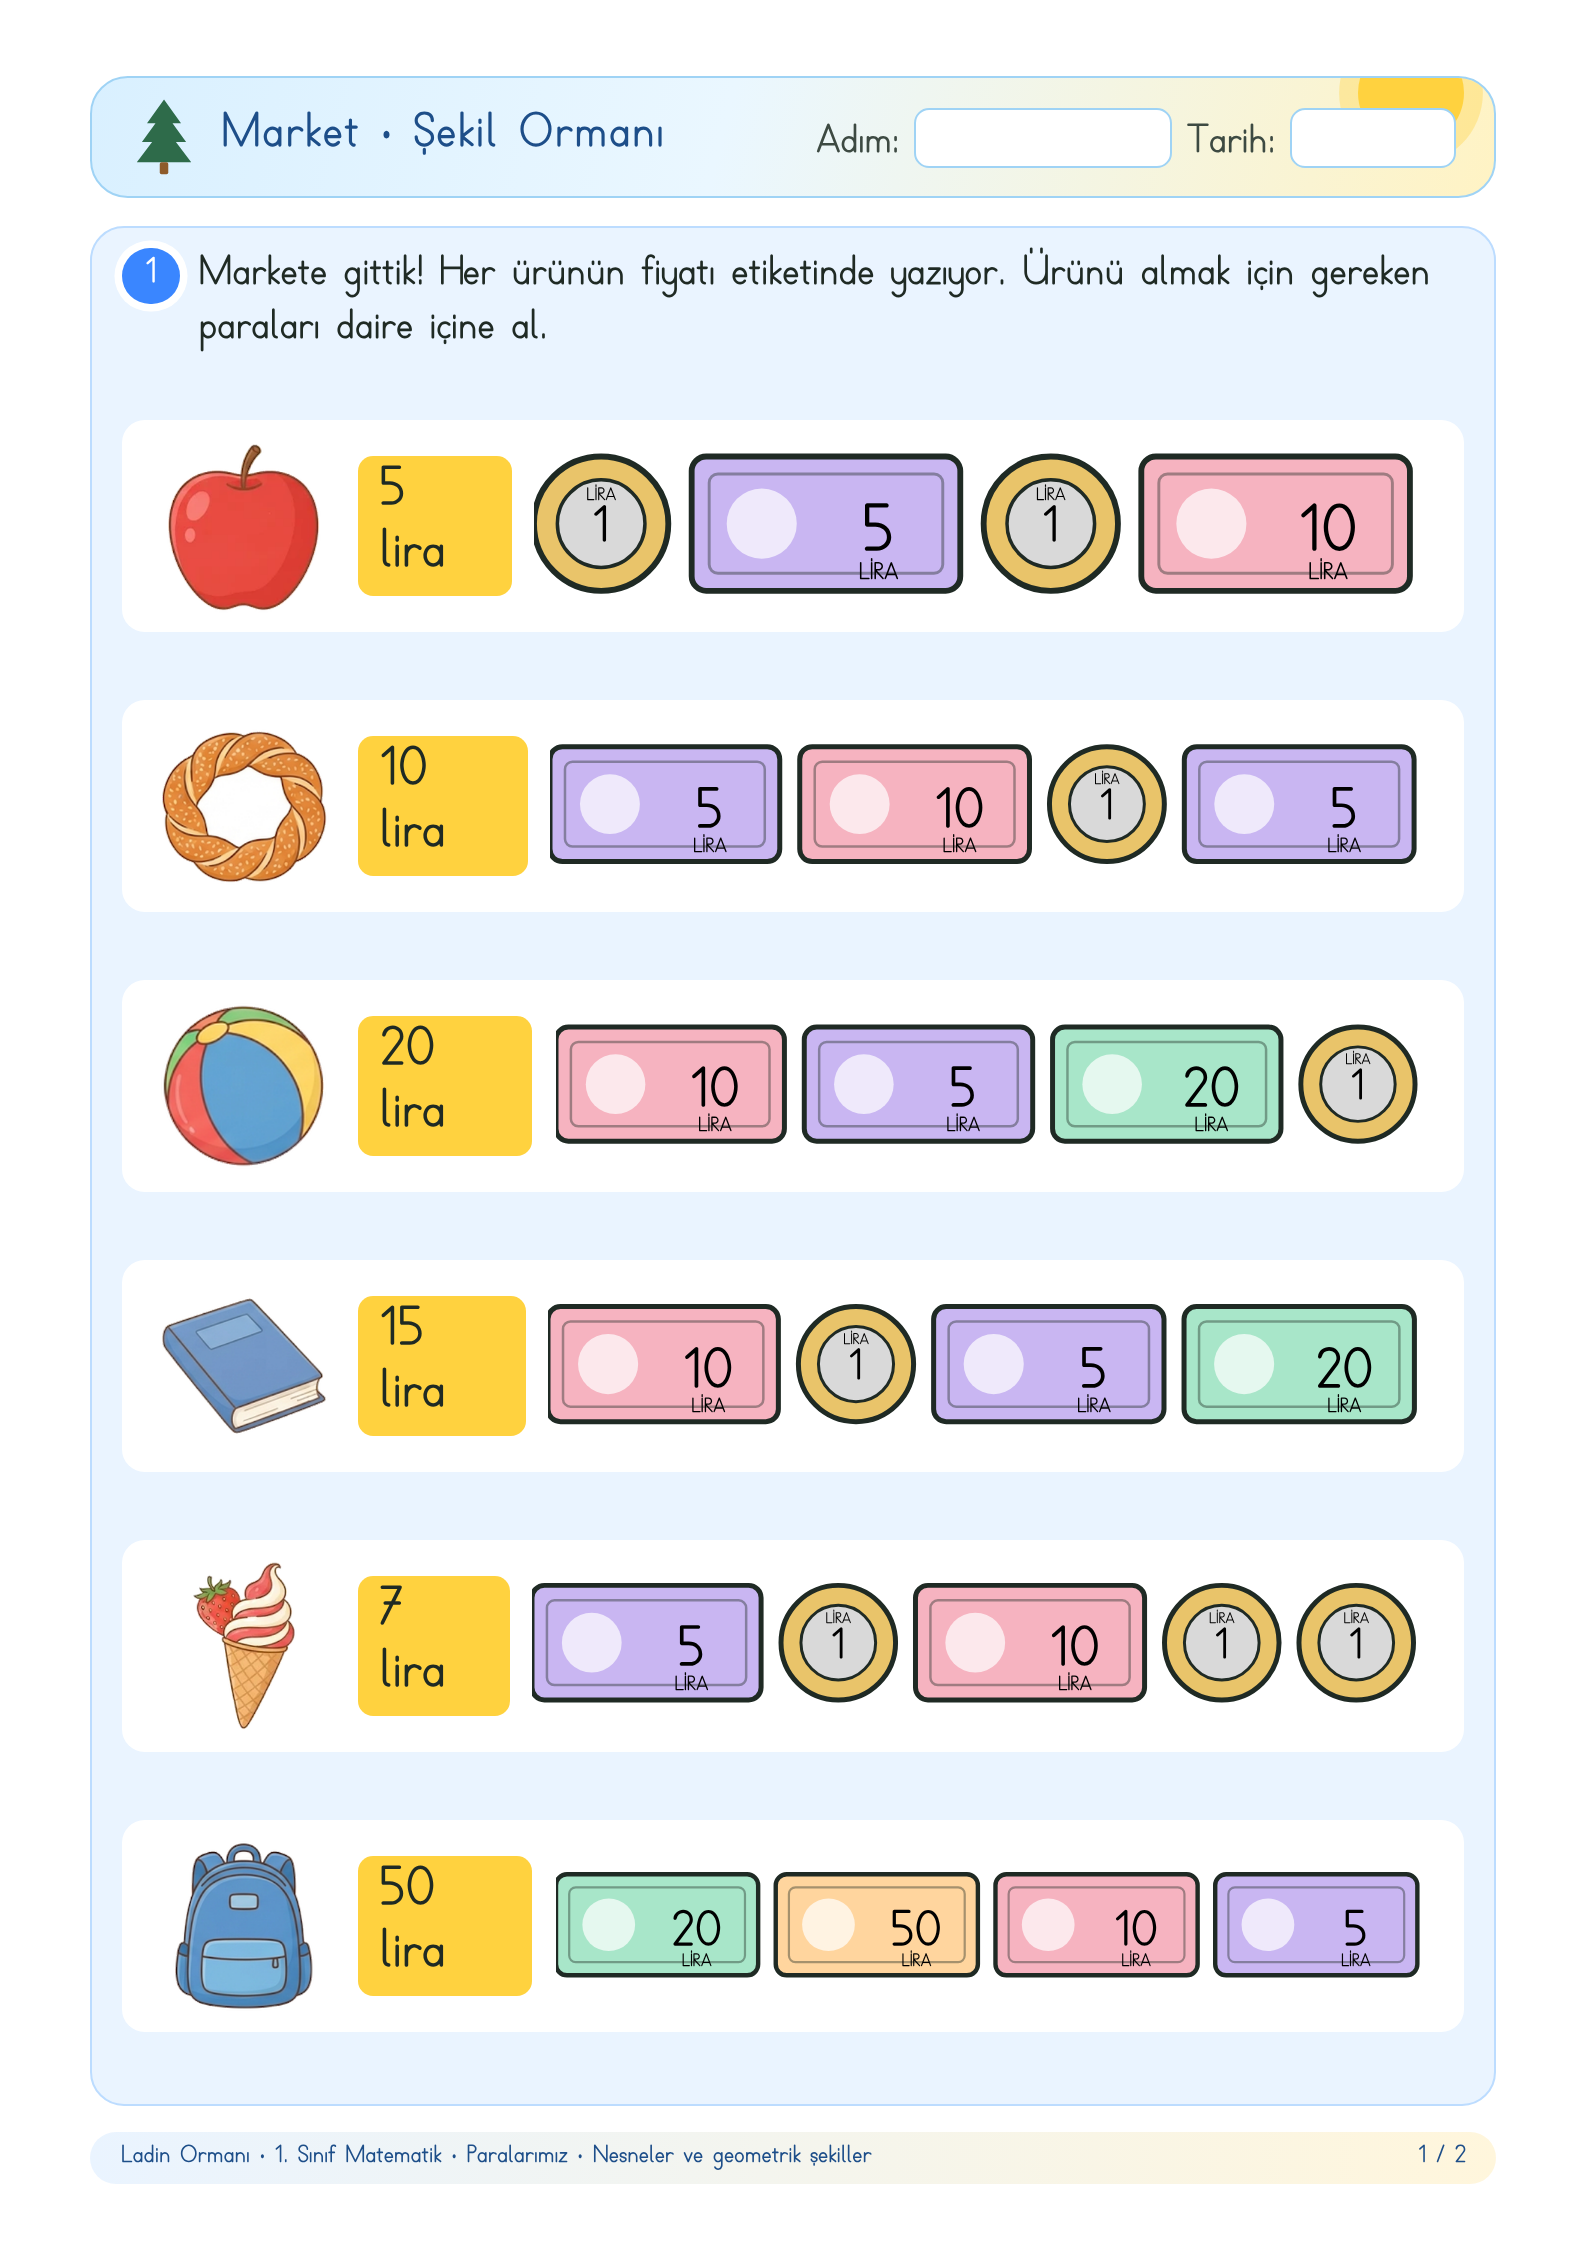 Market • Şekil Ormanı
Adım:
Tarih:
1
Markete gittik! Her ürünün fiyatı etiketinde yazıyor. Ürünü almak için gereken
paraları daire içine al.
5
lira
LİRA
1
5
LİRA
LİRA
1
10
LİRA
10
lira
5
LİRA
10
LİRA
LİRA
1
5
LİRA
20
lira
10
LİRA
5
LİRA
20
LİRA
LİRA
1
15
lira
10
LİRA
LİRA
1
5
LİRA
20
LİRA
7
lira
5
LİRA
LİRA
1
10
LİRA
LİRA
1
LİRA
1
50
lira
20
LİRA
50
LİRA
10
LİRA
5
LİRA
Ladin Ormanı • 1. Sınıf Matematik • Paralarımız • Nesneler ve geometrik şekiller
1 / 2